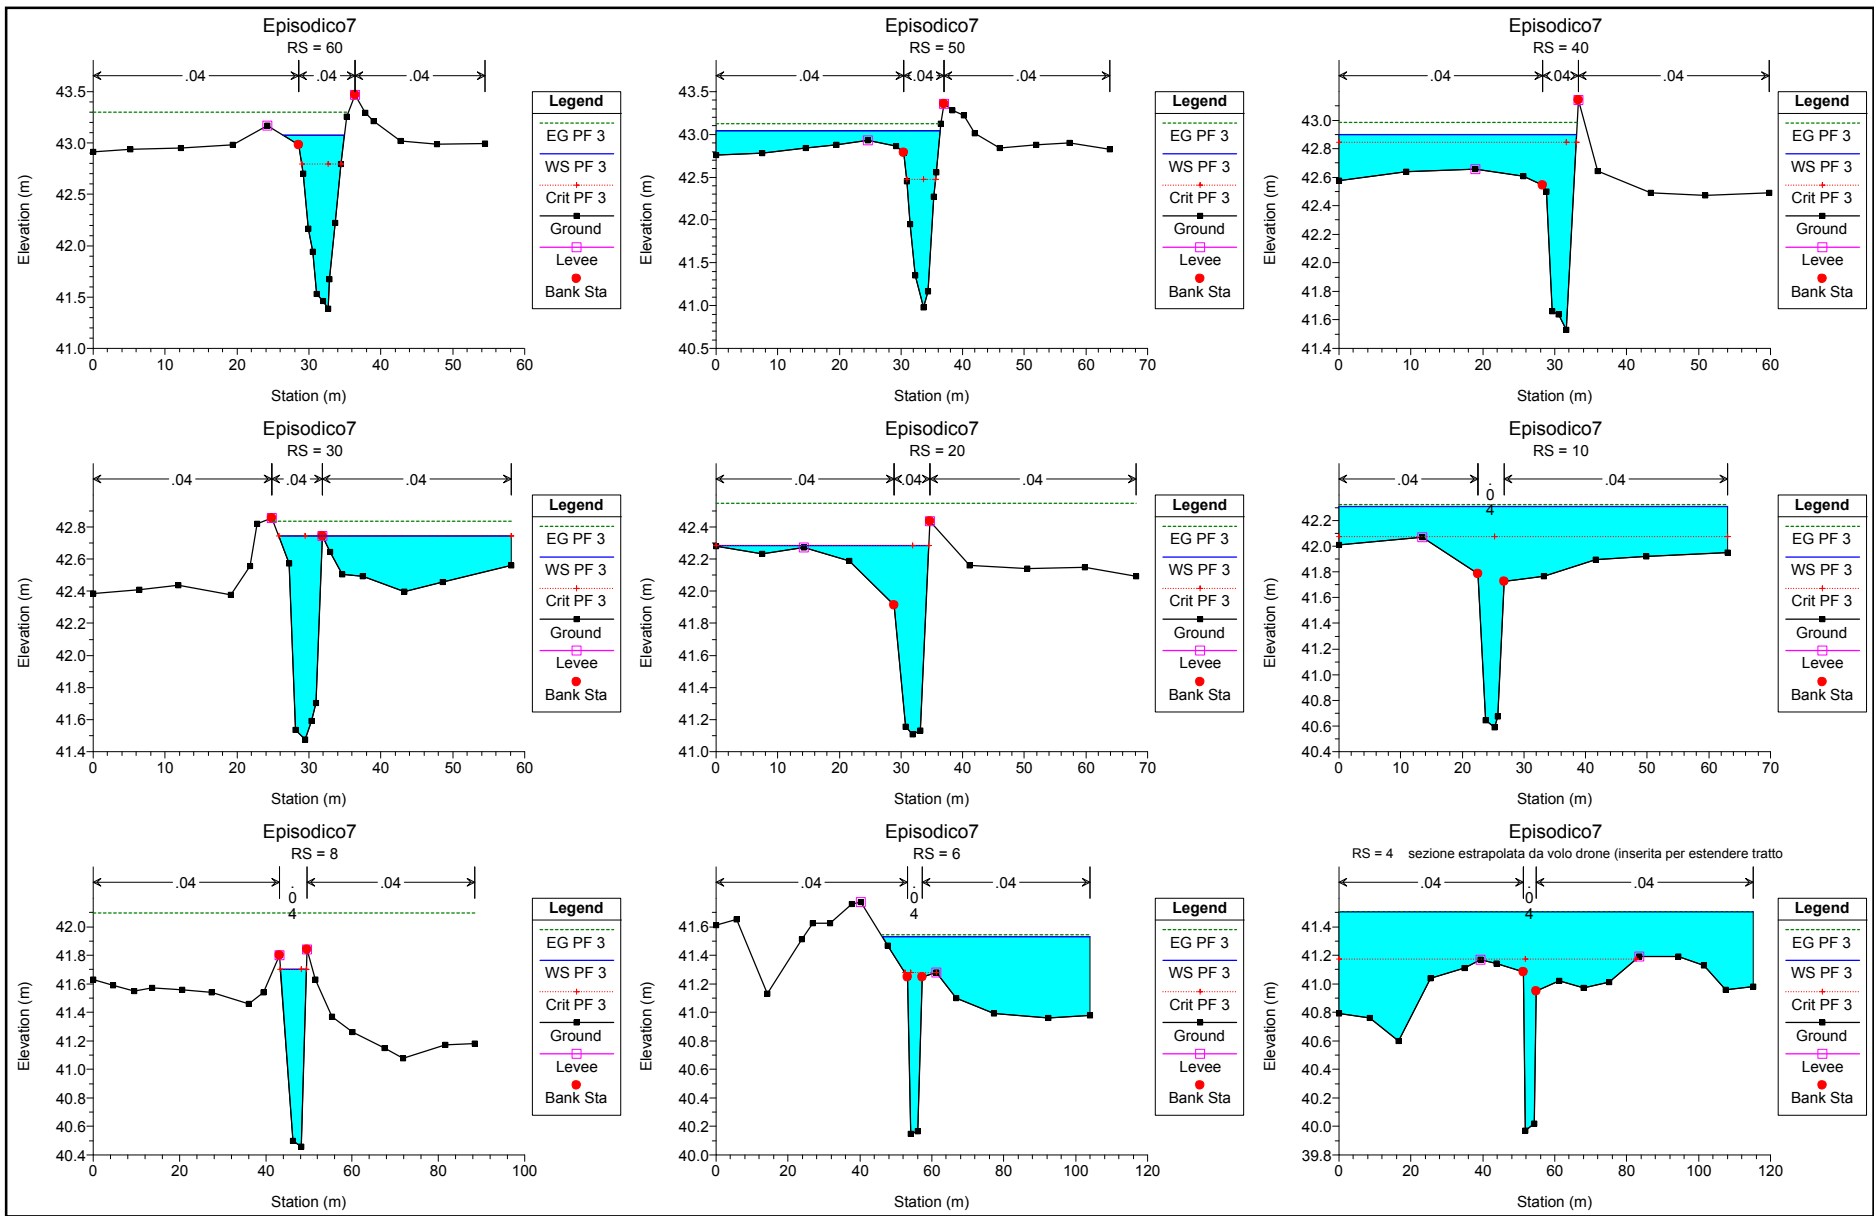 Episodico7
RS = 60
.04 .04 .04
43.5
43.0
42.5
42.0
41.5
41.0
0 10 20 30 40 50 60
Station (m)
Elevation (m)
Legend
EG PF 3
WS PF 3
Crit PF 3
Ground
Levee
Bank Sta
Episodico7
RS = 50
.04 .04 .04
43.5
43.0
42.5
42.0
41.5
41.0
40.5
0 10 20 30 40 50 60 70
Station (m)
Elevation (m)
Legend
EG PF 3
WS PF 3
Crit PF 3
Ground
Levee
Bank Sta
Episodico7
RS = 40
.04 .04 .04
43.0
42.8
42.6
42.4
42.2
42.0
41.8
41.6
41.4
0 10 20 30 40 50 60
Station (m)
Elevation (m)
Legend
EG PF 3
WS PF 3
Crit PF 3
Ground
Levee
Bank Sta
Episodico7
RS = 30
.04 .04 .04
42.8
42.6
42.4
42.2
42.0
41.8
41.6
41.4
0 10 20 30 40 50 60
Station (m)
Elevation (m)
Legend
EG PF 3
WS PF 3
Crit PF 3
Ground
Levee
Bank Sta
Episodico7
RS = 20
.04 .04 .04
42.4
42.2
42.0
41.8
41.6
41.4
41.2
41.0
0 10 20 30 40 50 60 70
Station (m)
Elevation (m)
Legend
EG PF 3
WS PF 3
Crit PF 3
Ground
Levee
Bank Sta
Episodico7
RS = 10
.04 .04 .04
42.2
42.0
41.8
41.6
41.4
41.2
41.0
40.8
40.6
40.4
0 10 20 30 40 50 60 70
Station (m)
Elevation (m)
Legend
EG PF 3
WS PF 3
Crit PF 3
Ground
Levee
Bank Sta
Episodico7
RS = 8
.04 .04 .04
42.0
41.8
41.6
41.4
41.2
41.0
40.8
40.6
40.4
0 20 40 60 80 100
Station (m)
Elevation (m)
Legend
EG PF 3
WS PF 3
Crit PF 3
Ground
Levee
Bank Sta
Episodico7
RS = 6
.04 .04 .04
41.6
41.4
41.2
41.0
40.8
40.6
40.4
40.2
40.0
0 20 40 60 80 100 120
Station (m)
Elevation (m)
Legend
EG PF 3
WS PF 3
Crit PF 3
Ground
Levee
Bank Sta
Episodico7
RS = 4 sezione estrapolata da volo drone (inserita per estendere tratto
.04 .04 .04
41.4
41.2
41.0
40.8
40.6
40.4
40.2
40.0
39.8
0 20 40 60 80 100 120
Station (m)
Elevation (m)
Legend
EG PF 3
WS PF 3
Crit PF 3
Ground
Levee
Bank Sta